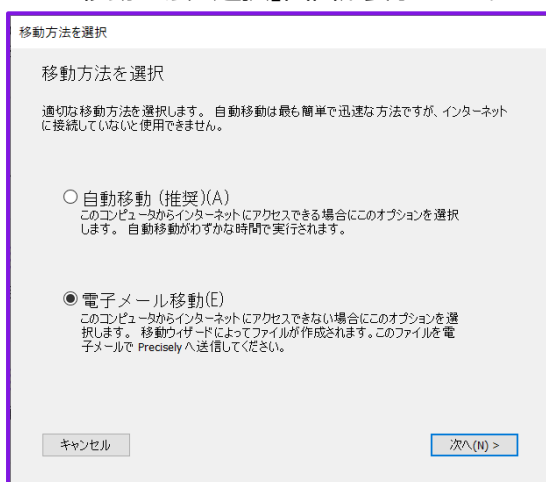 移動方法を選択
移動方法を選択
適切な移動方法を選択します。 自動移動は最も簡単で迅速な方法ですが、インターネット
に接続していないと使用できません。
自動移動 (推奨)(A)
このコンピュータからインターネットにアクセスできる場合にこのオプションを選択
します。 自動移動がわずかな時間で実行されます。
電子メール移動(E)
このコンピュータからインターネットにアクセスできない場合にこのオプションを選
択します。 移動ウィザードによってファイルが作成されます。このファイルを電
子メールで Precisely へ送信してください。
キャンセル
次へ(N) >